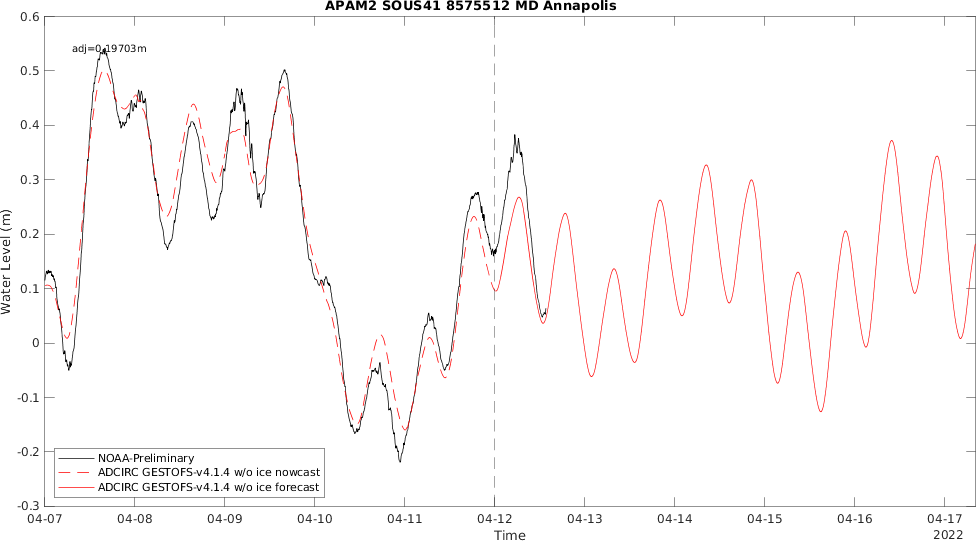 APAM2 SOUS41 8575512 MD Annapolis
adj=0.19703m
0.6
0.5
0.4
0.3
0.2
0.1
0
-0.1
-0.2
-0.3
Water Level (m)
NOAA-Preliminary
ADCIRC GESTOFS-v4.1.4 w/o ice nowcast
ADCIRC GESTOFS-v4.1.4 w/o ice forecast
04-07 04-08 04-09 04-10 04-11 04-12 04-13 04-14 04-15 04-16 04-17
Time
2022